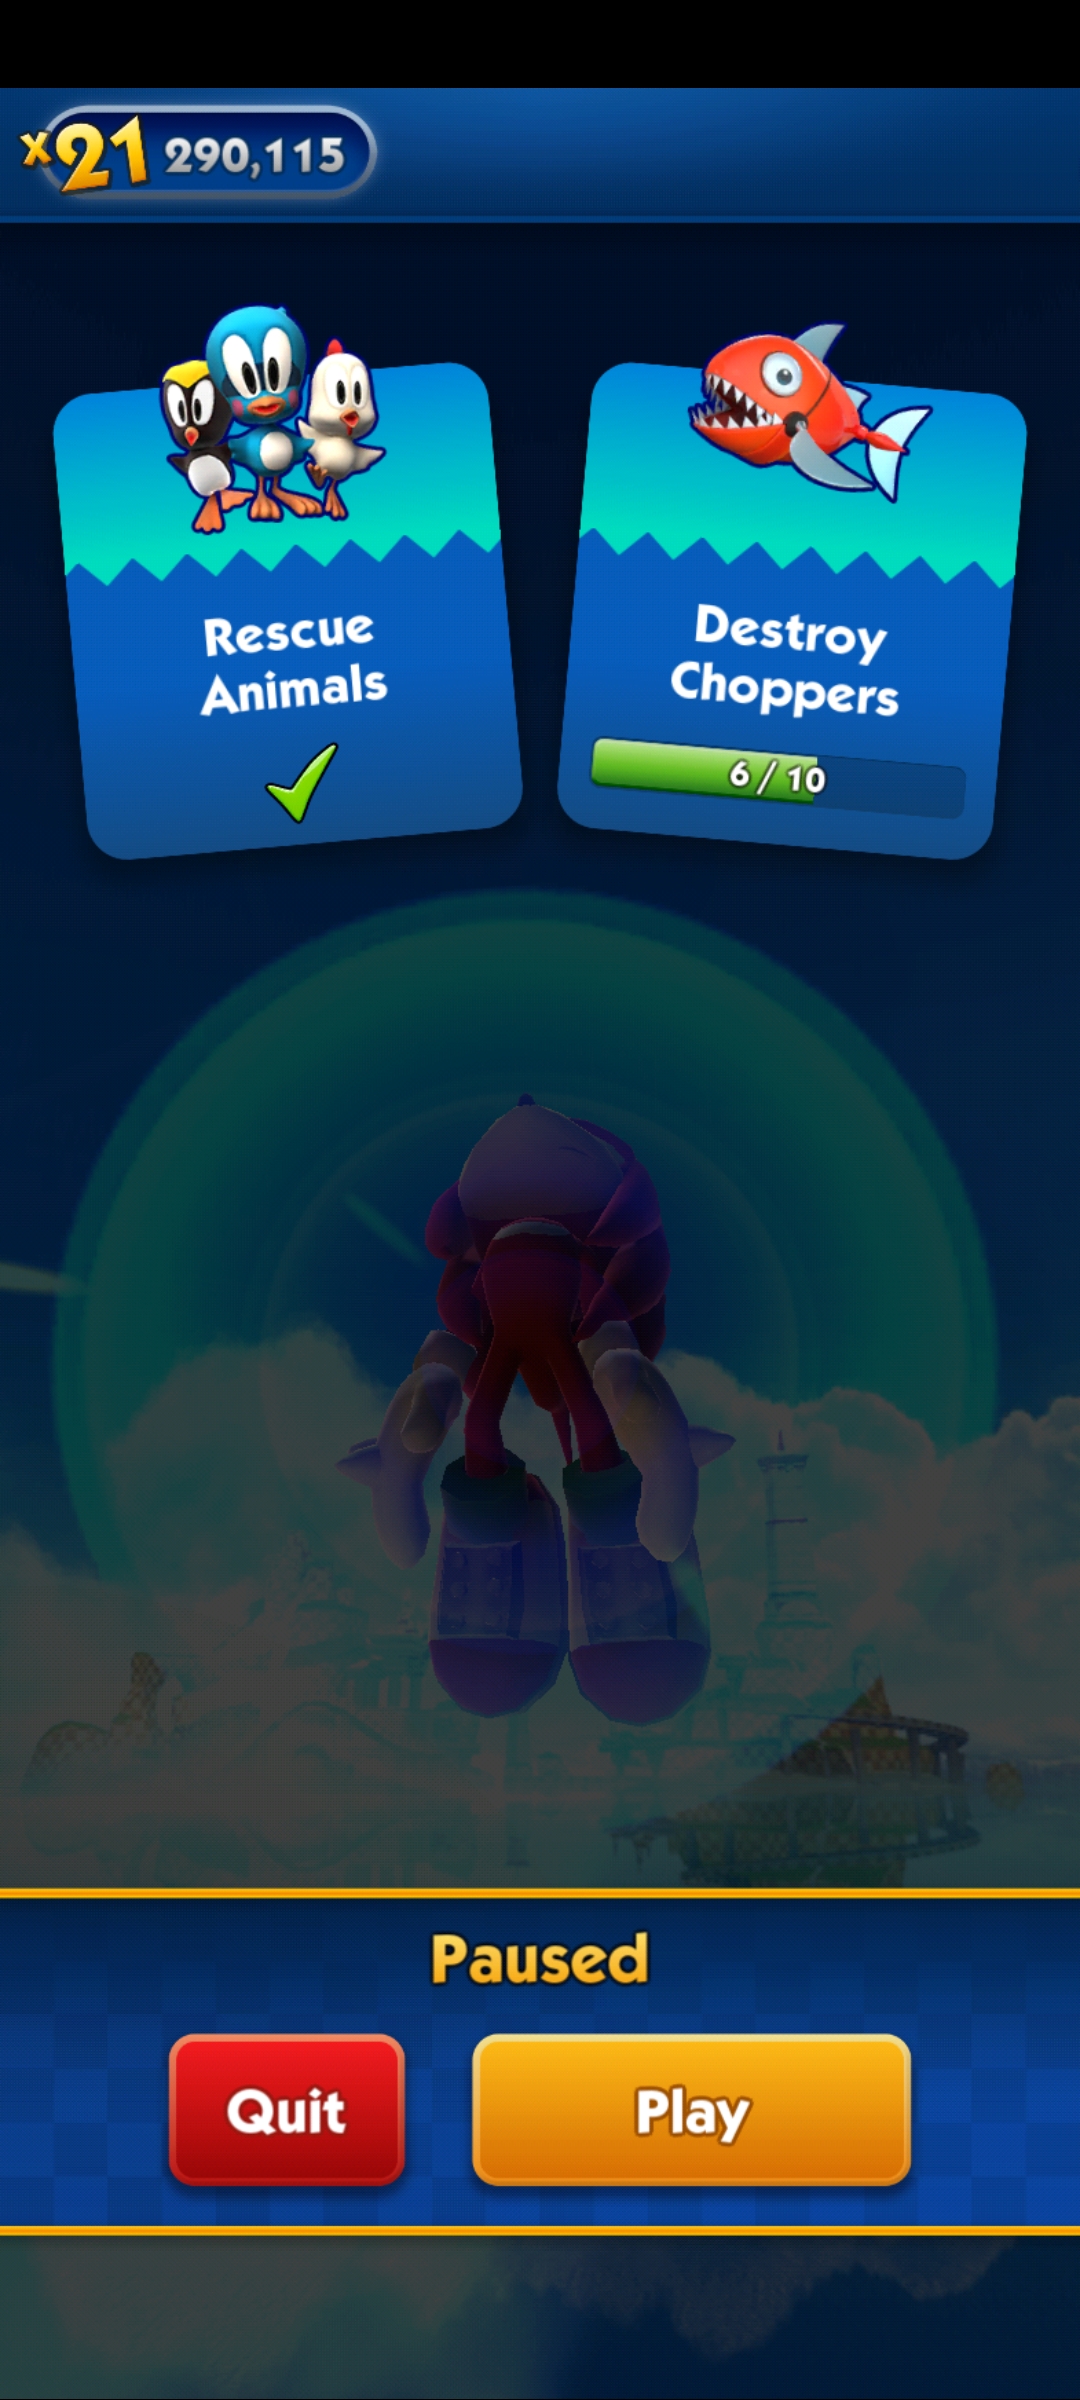 x21 290,115
Rescue
Animals
Destroy
Choppers
6 / 10
Paused
Quit
Play